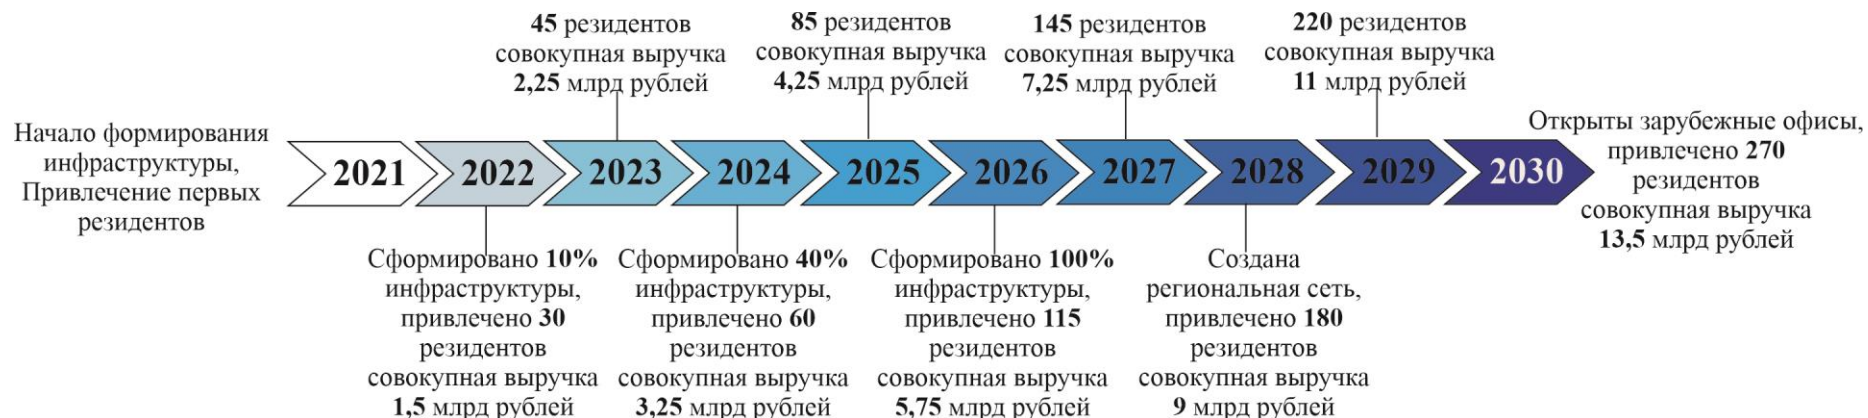 Начало формирования
инфраструктуры,
Привлечение первых
резидентов
2021
2022
Сформировано 10%
инфраструктуры,
привлечено 30
резидентов
совокупная выручка
1,5 млрд рублей
45 резидентов
совокупная выручка
2,25 млрд рублей
2023
2024
Сформировано 40%
инфраструктуры,
привлечено 60
резидентов
совокупная выручка
3,25 млрд рублей
85 резидентов
совокупная выручка
4,25 млрд рублей
2025
2026
Сформировано 100%
инфраструктуры,
привлечено 115
резидентов
совокупная выручка
5,75 млрд рублей
145 резидентов
совокупная выручка
7,25 млрд рублей
2027
2028
Создана
региональная сеть,
привлечено 180
резидентов
совокупная выручка
9 млрд рублей
220 резидентов
совокупная выручка
11 млрд рублей
2029
2030
Открыты зарубежные офисы,
привлечено 270
резидентов
совокупная выручка
13,5 млрд рублей